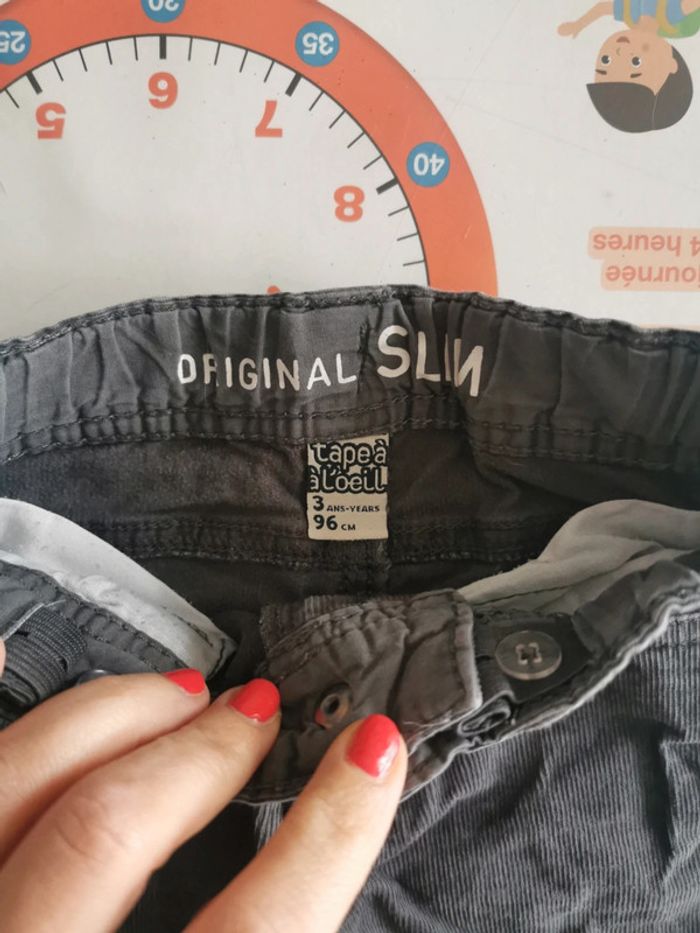 25
30
35
40
5
6
7
8
journée
4 heures
ORIGINAL SLIM
tape à
à l'oeil
3 ANS-YEARS
96 CM